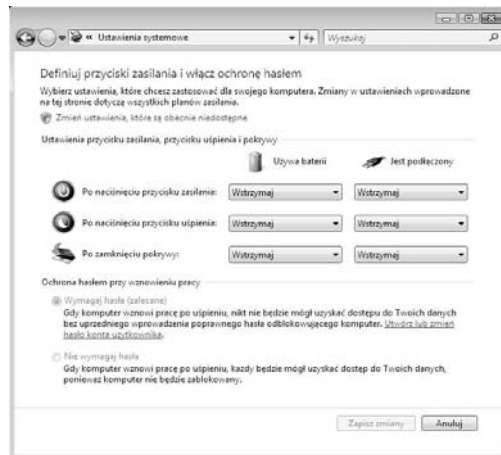 « Ustawienia systemowe
Wyszukaj
Definiuj przyciski zasilania i włącz ochronę hasłem
Wybierz ustawienia, które chcesz zastosować dla swojego komputera. Zmiany w ustawieniach wprowadzone
na tej stronie dotyczą wszystkich planów zasilania.
Zmień ustawienia, które są obecnie niedostępne
Ustawienia przycisku zasilania, przycisku uśpienia i pokrywy
Używa baterii Jest podłączony
Po naciśnięciu przycisku zasilania: Wstrzymaj Wstrzymaj
Po naciśnięciu przycisku uśpienia: Wstrzymaj Wstrzymaj
Po zamknięciu pokrywy: Wstrzymaj Wstrzymaj
Ochrona hasłem przy wznowieniu pracy
Wymagaj hasła (zalecane)
Gdy komputer wznowi pracę po uśpieniu, nikt nie będzie mógł uzyskać dostępu do Twoich danych
bez uprzedniego wprowadzenia poprawnego hasła odblokowującego komputer. Utwórz lub zmień
hasło konta użytkownika.
Nie wymagaj hasła
Gdy komputer wznowi pracę po uśpieniu, każdy będzie mógł uzyskać dostęp do Twoich danych,
ponieważ komputer nie będzie zablokowany.
Zapisz zmiany Anuluj